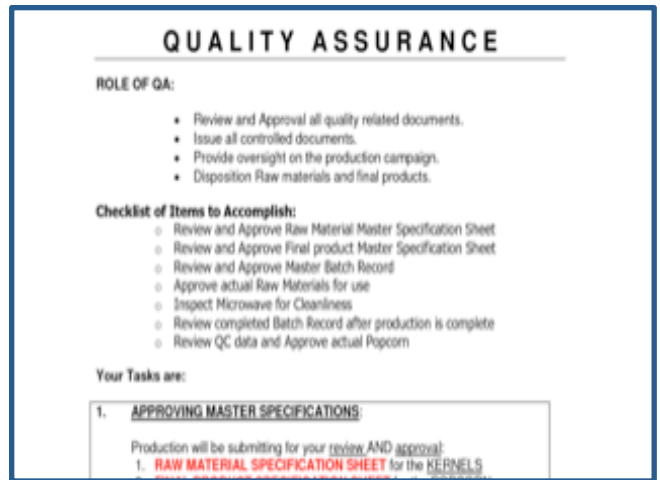 QUALITY ASSURANCE
ROLE OF QA:
• Review and Approval all quality related documents.
• Issue all controlled documents.
• Provide oversight on the production campaign.
• Disposition Raw materials and final products.
Checklist of Items to Accomplish:
o Review and Approve Raw Material Master Specification Sheet
o Review and Approve Final product Master Specification Sheet
o Review and Approve Master Batch Record
o Approve actual Raw Materials for use
o Inspect Microwave for Cleanliness
o Review completed Batch Record after production is complete
o Review QC data and Approve actual Popcorn
Your Tasks are:
1. APPROVING MASTER SPECIFICATIONS:
Production will be submitting for your review AND approval:
1. RAW MATERIAL SPECIFICATION SHEET for the KERNELS
FINAL PRODUCT SPECIFICATION SHEET